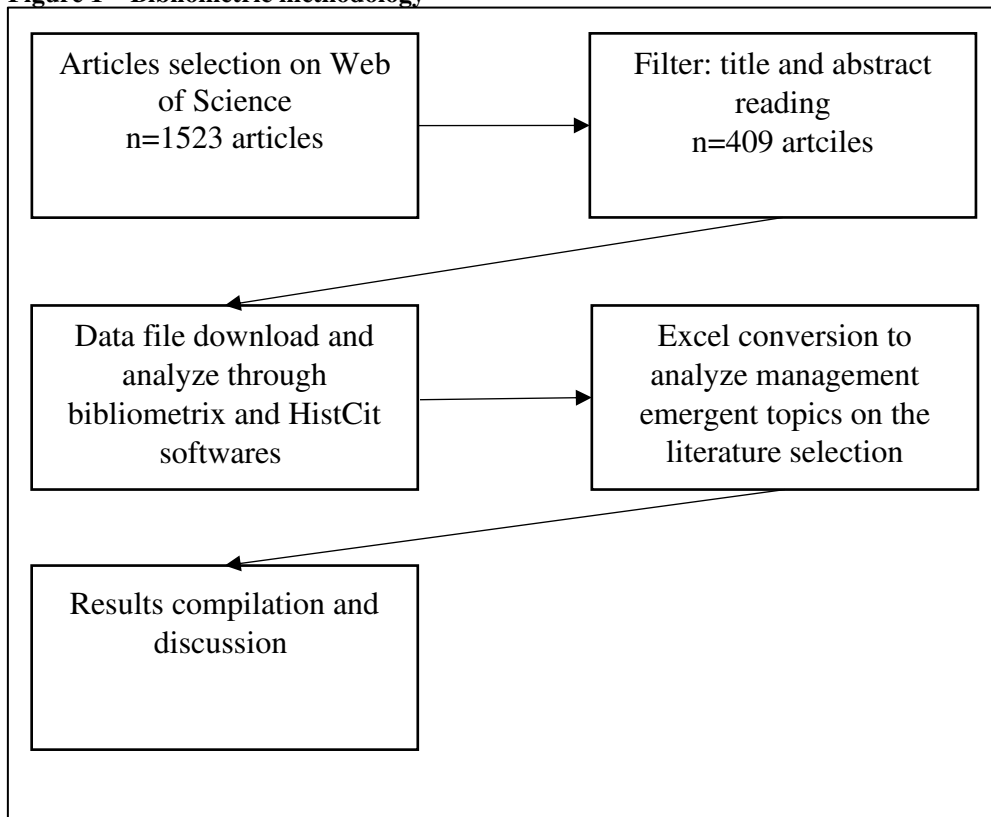 Figure 1 – Bibliometric methodology
Articles selection on Web
of Science
n=1523 articles
Filter: title and abstract
reading
n=409 artciles
Data file download and
analyze through
bibliometrix and HistCit
softwares
Excel conversion to
analyze management
emergent topics on the
literature selection
Results compilation and
discussion